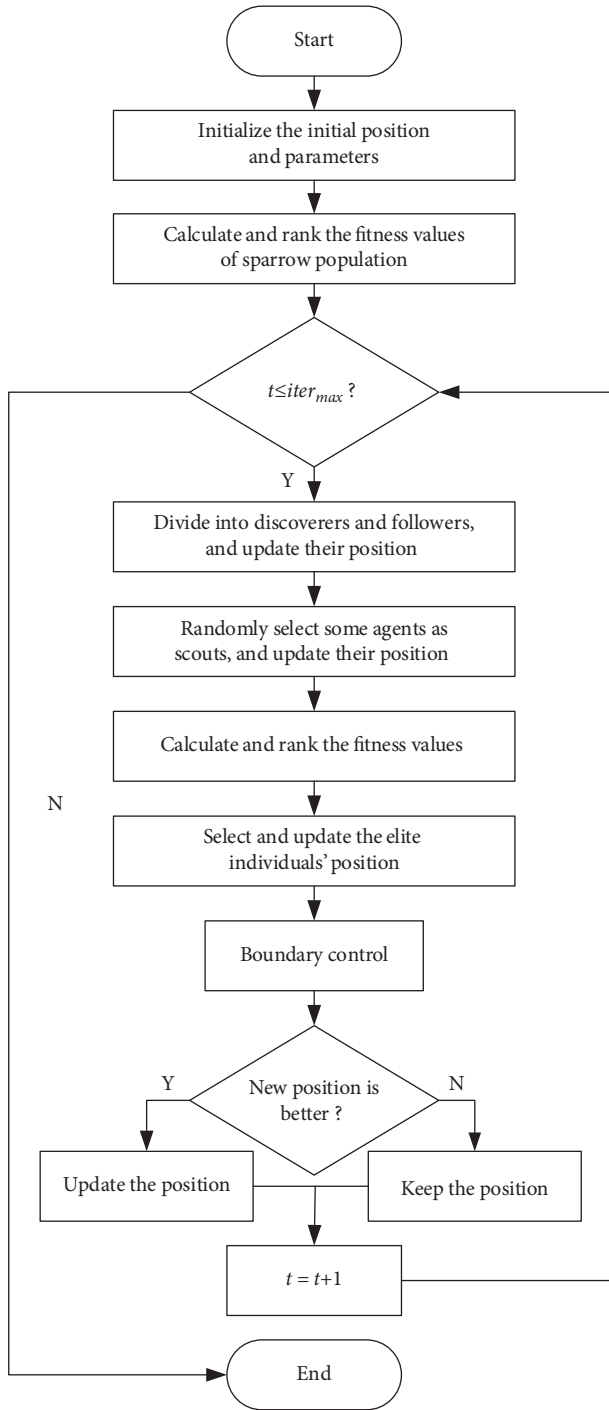 Start
Initialize the initial position
and parameters
Calculate and rank the fitness values
of sparrow population
t≤iter_max ?
Y
Divide into discoverers and followers,
and update their position
Randomly select some agents as
scouts, and update their position
Calculate and rank the fitness values
N
Select and update the elite
individuals' position
Boundary control
Y
New position is
better ?
N
Update the position
Keep the position
t = t+1
End